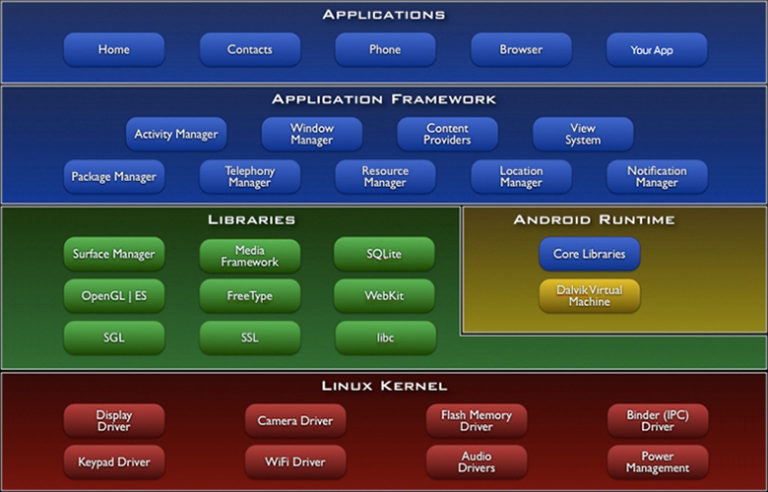 APPLICATIONS
Home
Contacts
Phone
Browser
Your App
APPLICATION FRAMEWORK
Activity Manager
Window
Manager
Content
Providers
View
System
Package Manager
Telephony
Manager
Resource
Manager
Location
Manager
Notification
Manager
LIBRARIES
Surface Manager
Media
Framework
SQLite
OpenGL | ES
FreeType
WebKit
SGL
SSL
libc
ANDROID RUNTIME
Core Libraries
Dalvik Virtual
Machine
LINUX KERNEL
Display
Driver
Camera Driver
Flash Memory
Driver
Binder (IPC)
Driver
Keypad Driver
WiFi Driver
Audio
Drivers
Power
Management